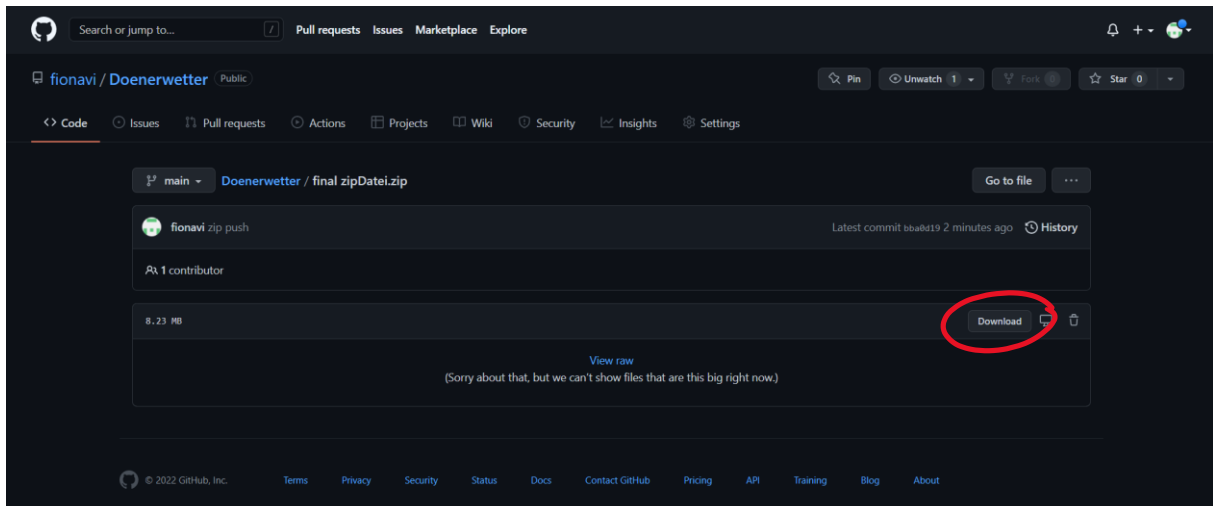 Search or jump to... / Pull requests Issues Marketplace Explore
fionavi / Doenerwetter Public Pin Unwatch 1 Fork 0 Star 0
Code Issues Pull requests Actions Projects Wiki Security Insights Settings
main Doenerwetter / final zipDatei.zip Go to file ...
fionavi zip push Latest commit bba0d19 2 minutes ago History
1 contributor
8.23 MB Download
View raw
(Sorry about that, but we can't show files that are this big right now.)
© 2022 GitHub, Inc. Terms Privacy Security Status Docs Contact GitHub Pricing API Training Blog About